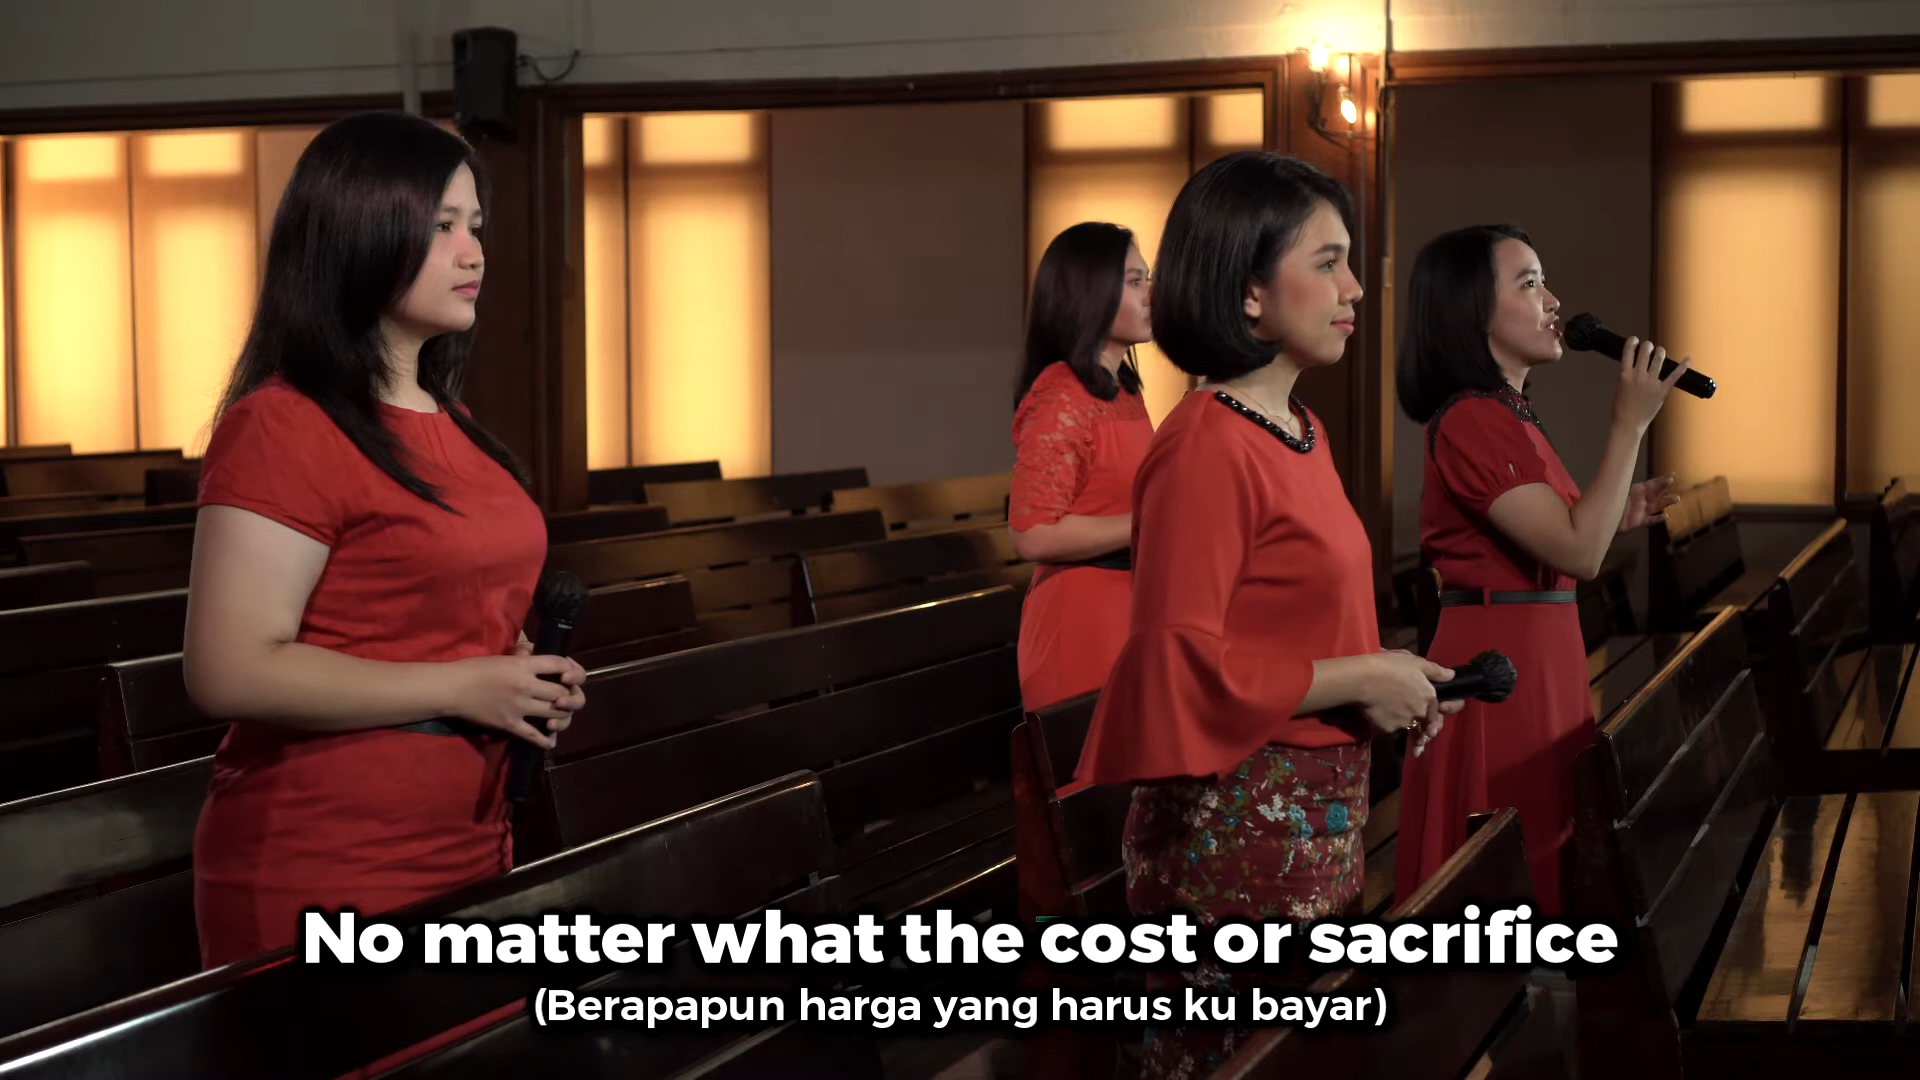 No matter what the cost or sacrifice
(Berapapun harga yang harus ku bayar)